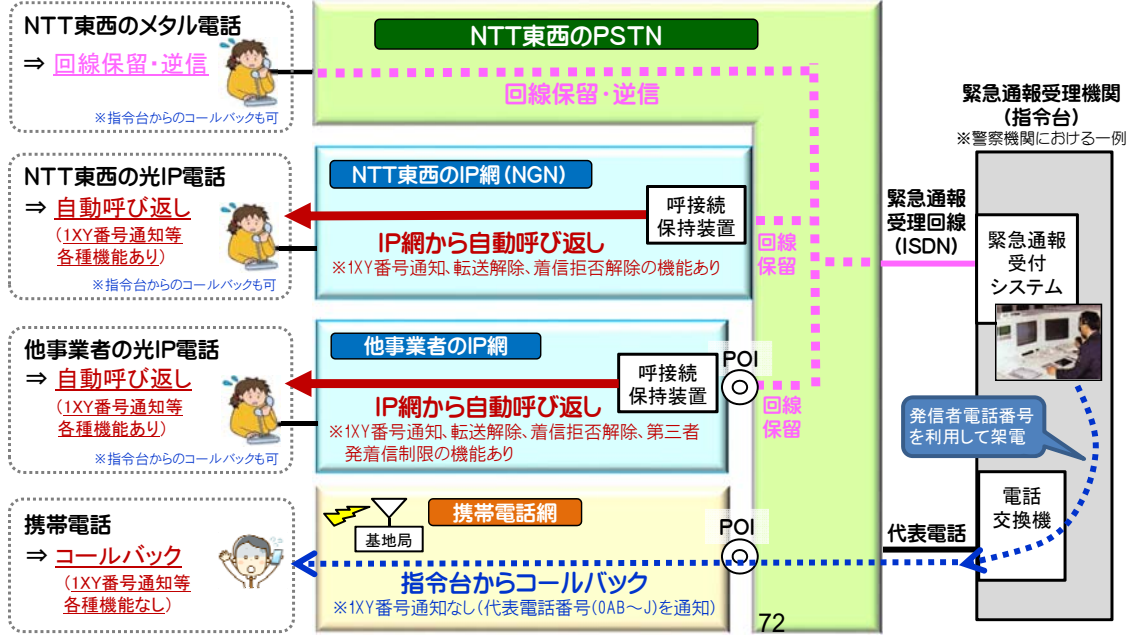 NTT東西のメタル電話
⇒ 回線保留・逆信
※指令台からのコールバックも可
NTT東西のPSTN
回線保留・逆信
NTT東西の光IP電話
⇒ 自動呼び返し
(1XY番号通知等
各種機能あり)
※指令台からのコールバックも可
NTT東西のIP網(NGN)
呼接続
保持装置
IP網から自動呼び返し
※1XY番号通知、転送解除、着信拒否解除の機能あり
回線
保留
他事業者の光IP電話
⇒ 自動呼び返し
(1XY番号通知等
各種機能あり)
※指令台からのコールバックも可
他事業者のIP網
呼接続
保持装置
POI
IP網から自動呼び返し
※1XY番号通知、転送解除、着信拒否解除、第三者
発着信制限の機能あり
回線
保留
携帯電話
⇒ コールバック
(1XY番号通知等
各種機能なし)
基地局
携帯電話網
POI
指令台からコールバック
※1XY番号通知なし(代表電話番号(0AB～J)を通知)
72
緊急通報受理機関
(指令台)
※警察機関における一例
緊急通報
受理回線
(ISDN)
緊急通報
受付
システム
発信者電話番号
を利用して架電
代表電話
電話
交換機